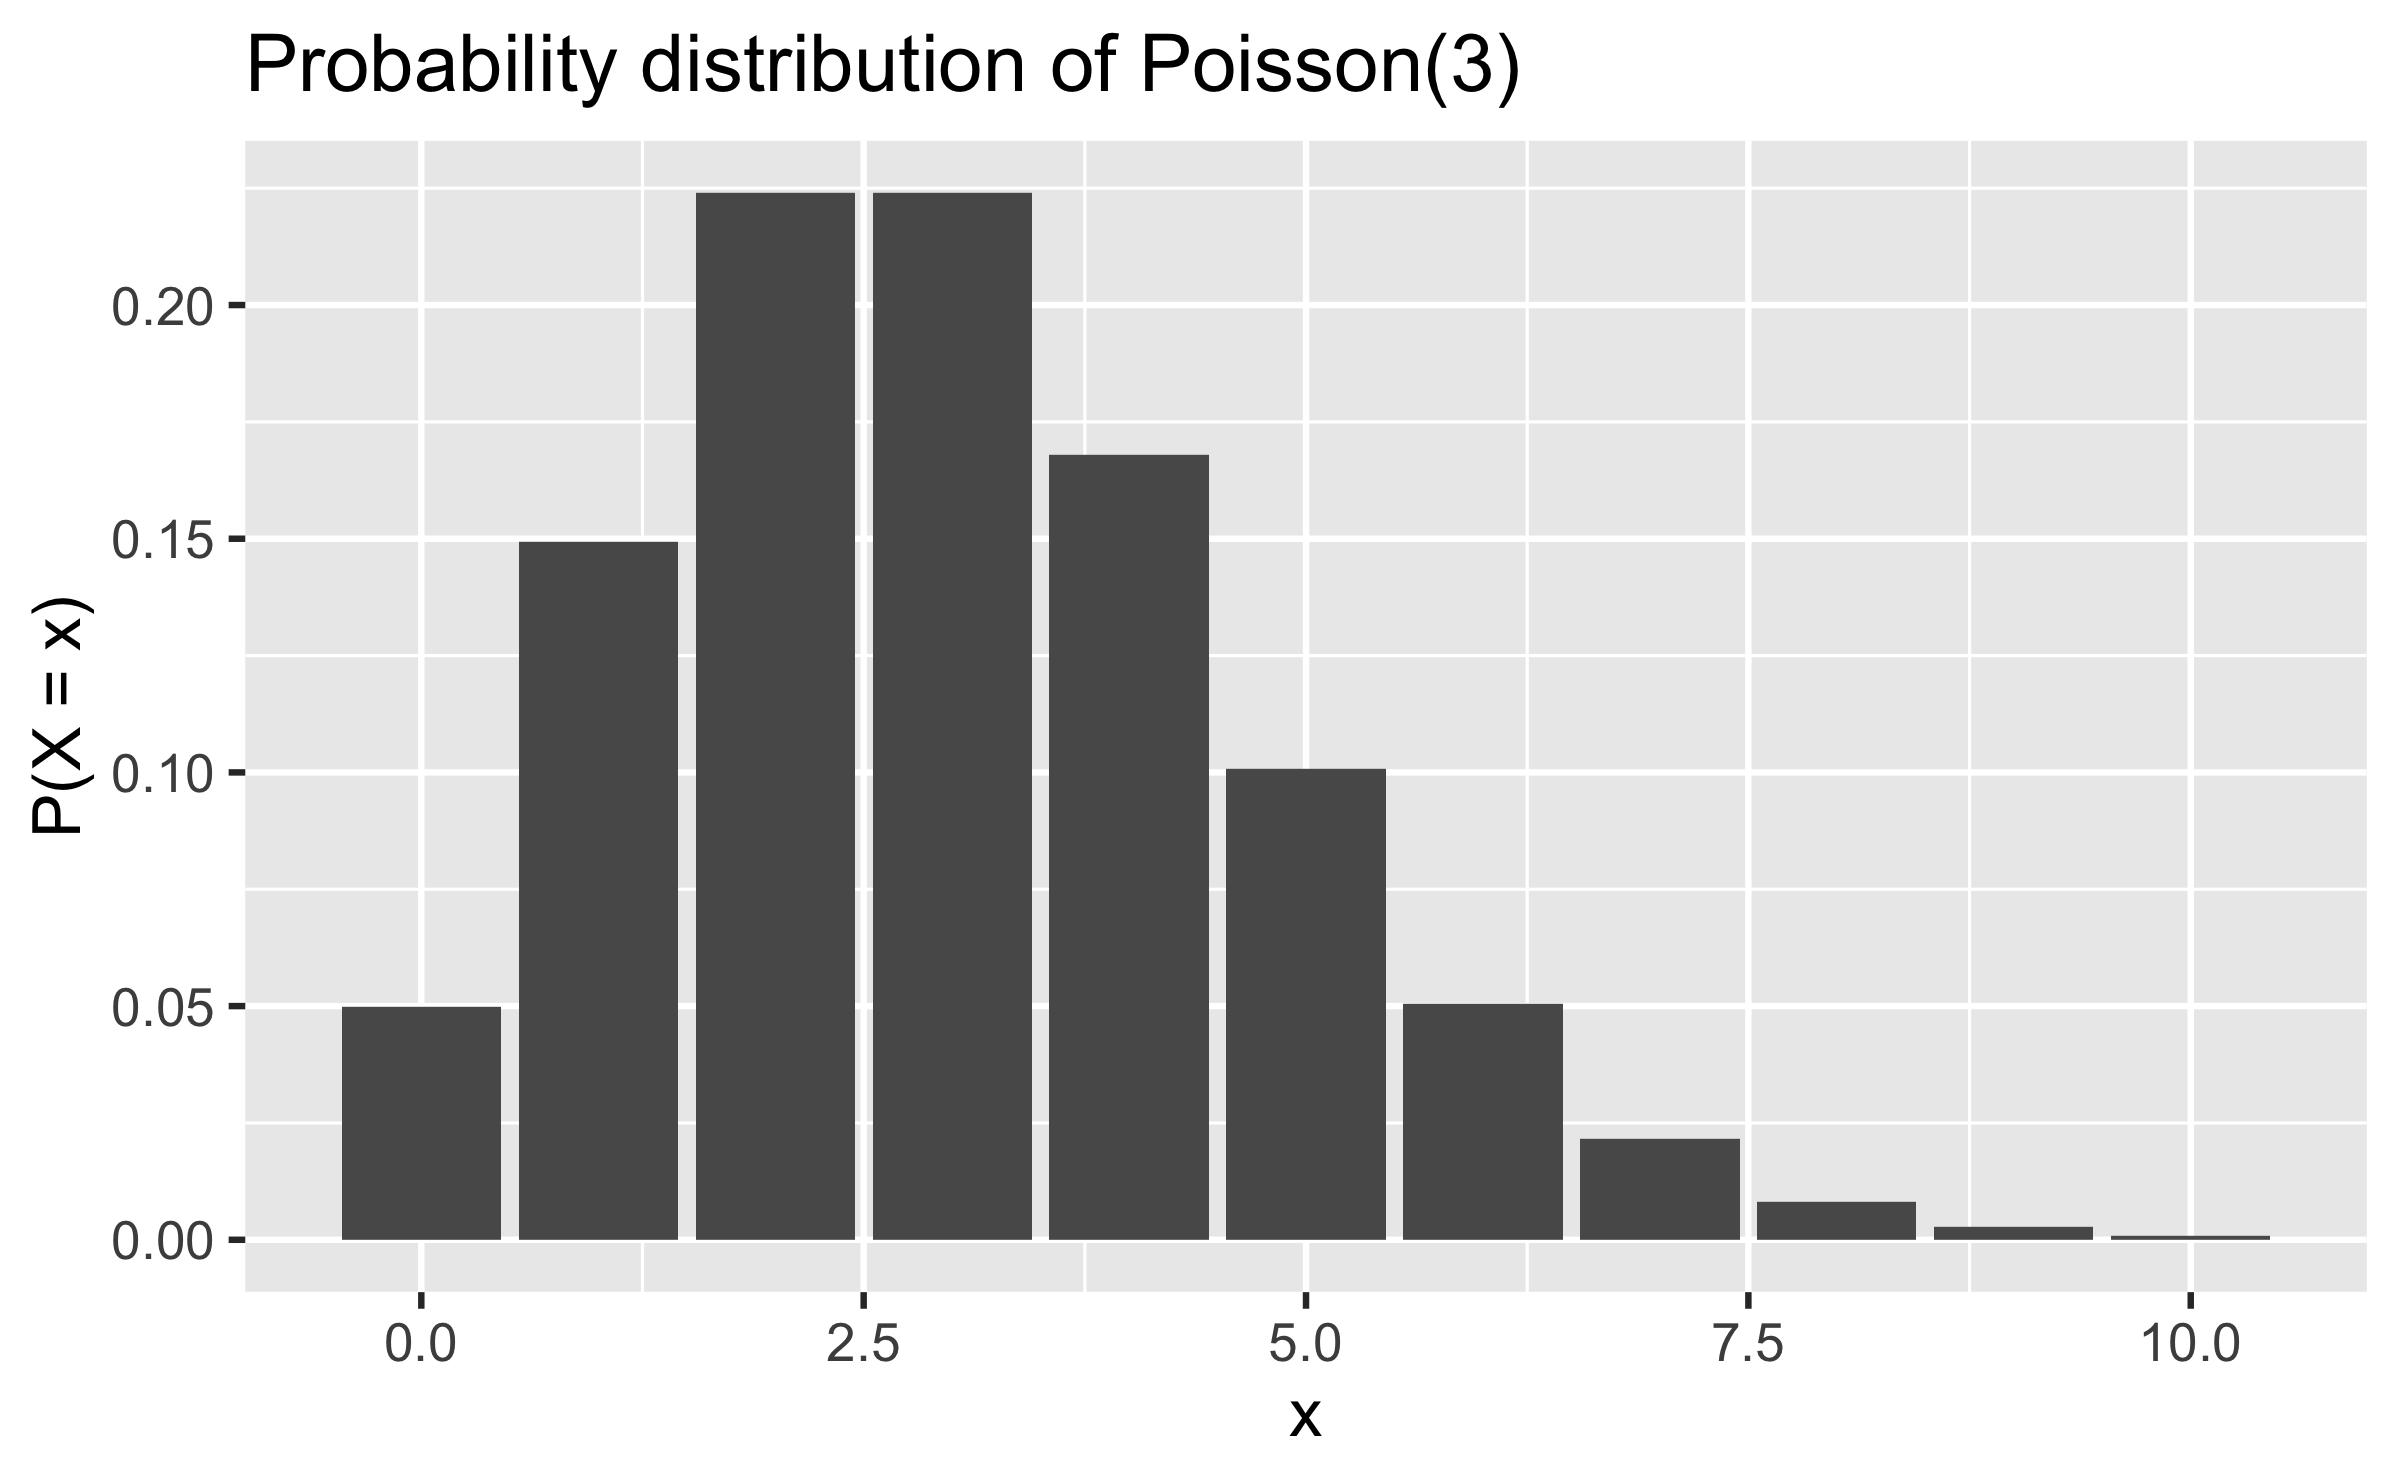 Probability distribution of Poisson(3)
P(X = x)
0.20
0.15
0.10
0.05
0.00
0.0 2.5 5.0 7.5 10.0
x